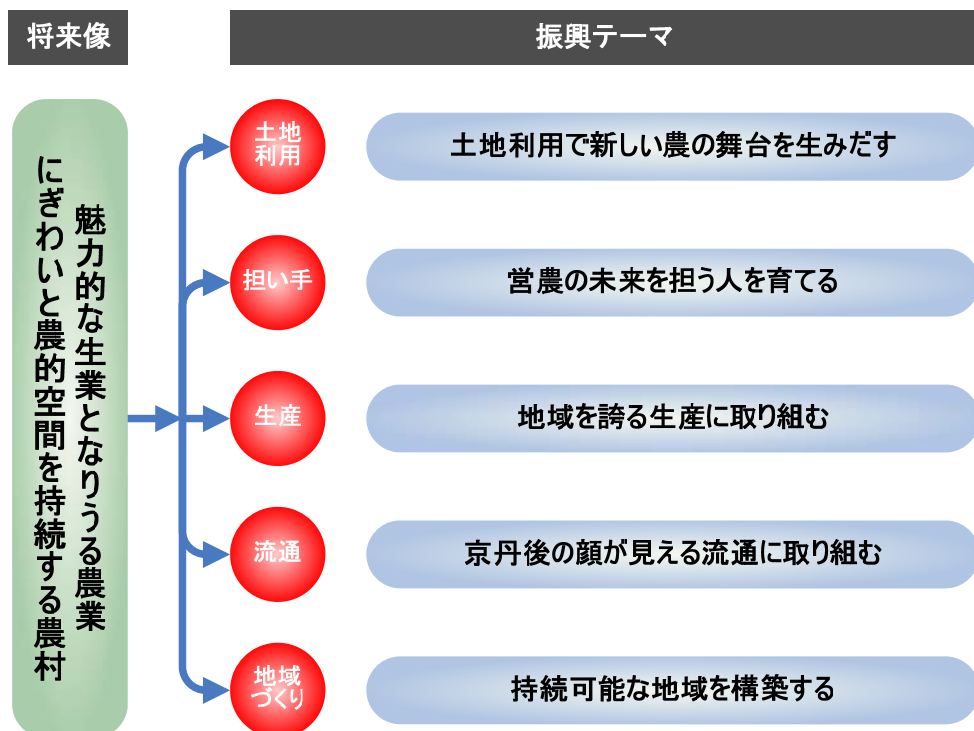 将来像
振興テーマ
魅力的な生業となりうる農業
にぎわいと農的空間を持続する農村
土地
利用
土地利用で新しい農の舞台を生みだす
担い手
営農の未来を担う人を育てる
生産
地域を誇る生産に取り組む
流通
京丹後の顔が見える流通に取り組む
地域
づくり
持続可能な地域を構築する